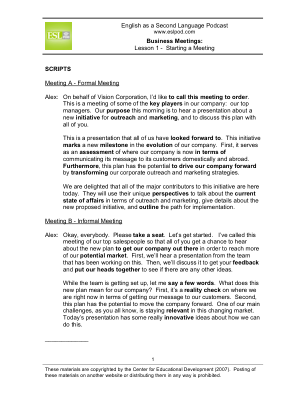 English as a Second Language Podcast
www.eslpod.com
ESL
Business Meetings:
Lesson 1 - Starting a Meeting
SCRIPTS
Meeting A - Formal Meeting
Alex: On behalf of Vision Corporation, I'd like to call this meeting to order.
This is a meeting of some of the key players in our company: our top
managers. Our purpose this morning is to hear a presentation about a
new initiative for outreach and marketing, and to discuss this plan with
all of you.
This is a presentation that all of us have looked forward to. This initiative
marks a new milestone in the evolution of our company. First, it serves
as an assessment of where our company is now in terms of
communicating its message to its customers domestically and abroad.
Furthermore, this plan has the potential to drive our company forward
by transforming our corporate outreach and marketing strategies.
We are delighted that all of the major contributors to this initiative are here
today. They will use their unique perspectives to talk about the current
state of affairs in terms of outreach and marketing, give details about the
new proposed initiative, and outline the path for implementation.
Meeting B - Informal Meeting
Alex: Okay, everybody. Please take a seat. Let's get started. I've called this
meeting of our top salespeople so that all of you get a chance to hear
about the new plan to get our company out there in order to reach more
of our potential market. First, we'll hear a presentation from the team
that has been working on this. Then, we'll discuss it to get your feedback
and put our heads together to see if there are any other ideas.
While the team is getting set up, let me say a few words. What does this
new plan mean for our company? First, it's a reality check on where we
are right now in terms of getting our message to our customers. Second,
this plan has the potential to move the company forward. One of our main
challenges, as you all know, is staying relevant in this changing market.
Today's presentation has some really innovative ideas about how we can
do this.
1
These materials are copyrighted by the Center for Educational Development (2007). Posting of
these materials on another website or distributing them in any way is prohibited.